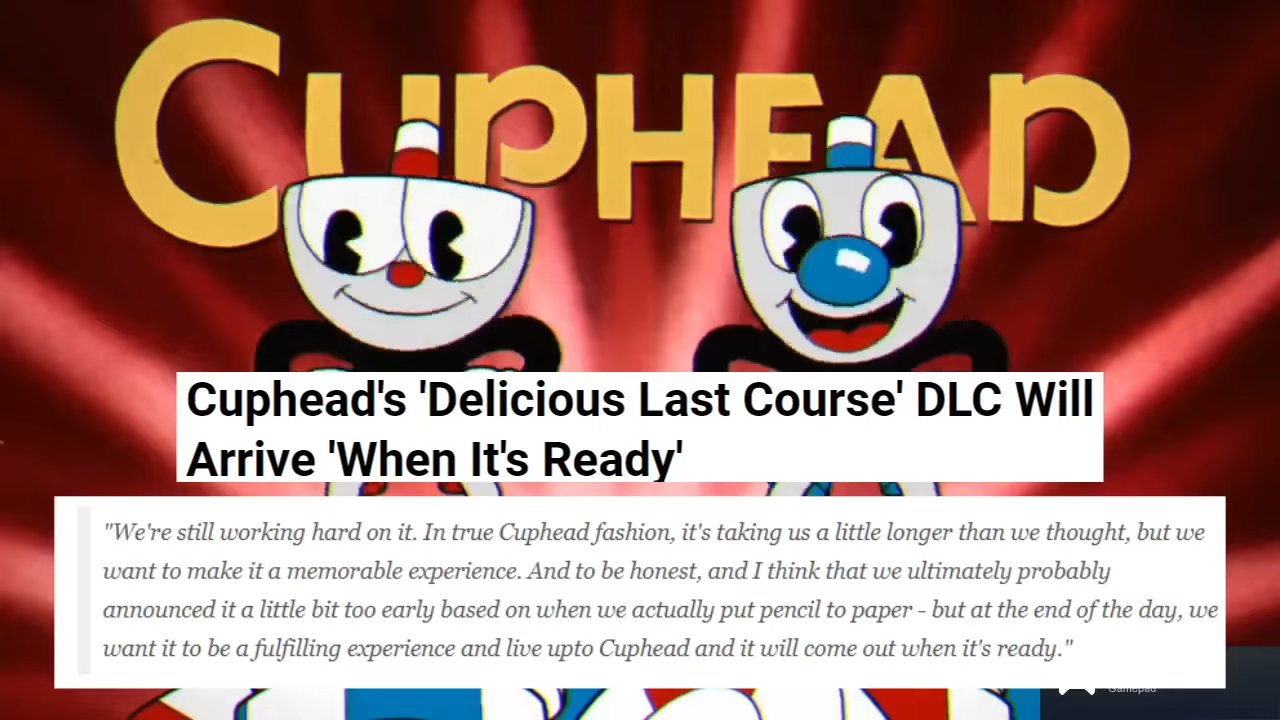 CUPHEAD
Cuphead's 'Delicious Last Course' DLC Will
Arrive 'When It's Ready'
"We're still working hard on it. In true Cuphead fashion, it's taking us a little longer than we thought, but we
want to make it a memorable experience. And to be honest, and I think that we ultimately probably
announced it a little bit too early based on when we actually put pencil to paper - but at the end of the day, we
want it to be a fulfilling experience and live upto Cuphead and it will come out when it's ready."
Gamepad